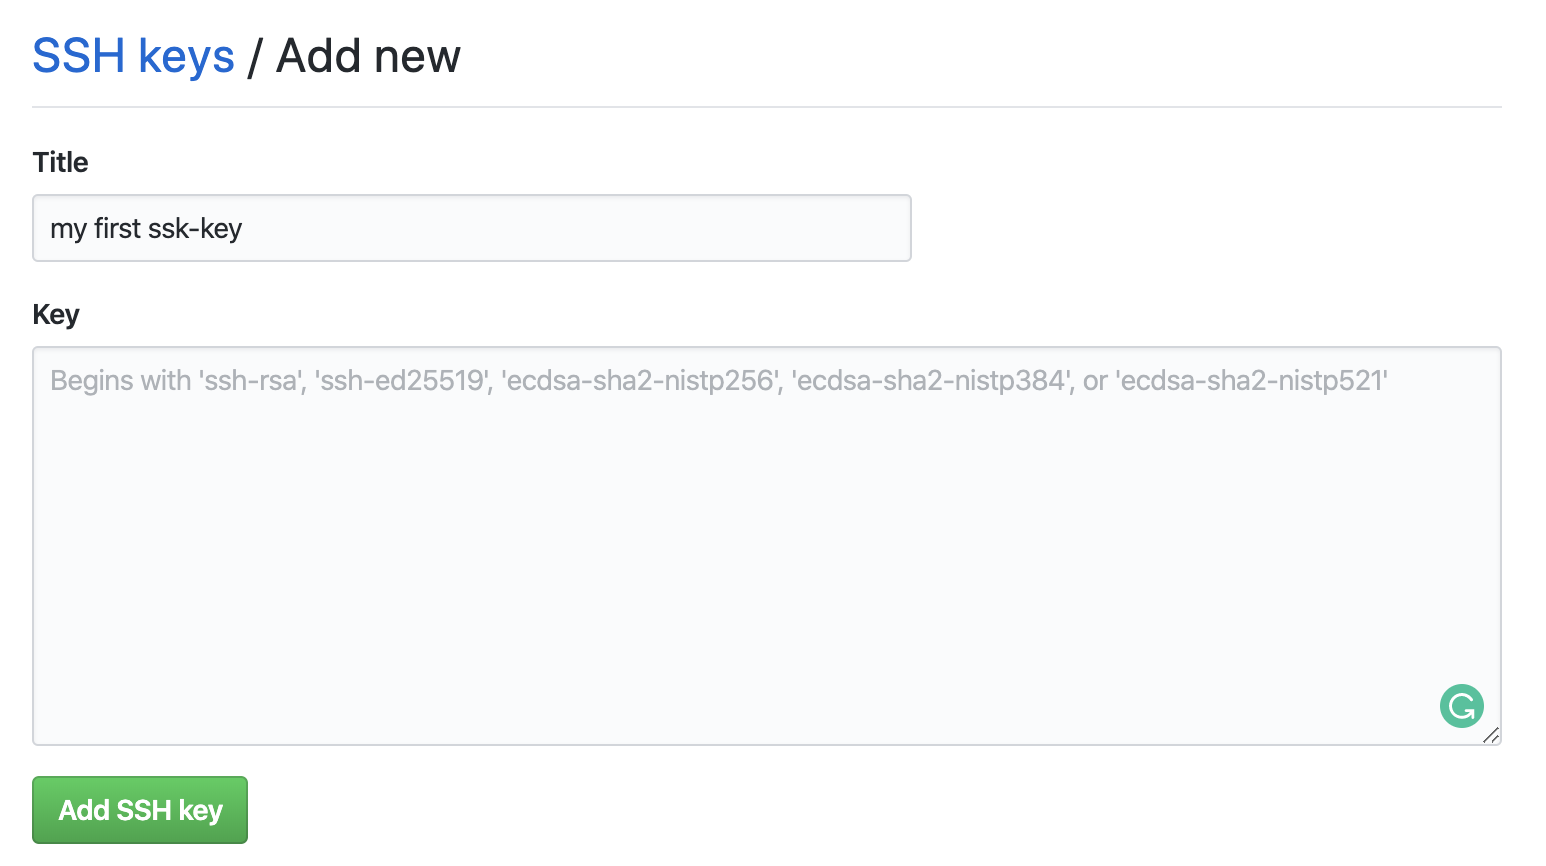 SSH keys / Add new
Title
my first ssk-key
Key
Begins with 'ssh-rsa', 'ssh-ed25519', 'ecdsa-sha2-nistp256', 'ecdsa-sha2-nistp384', or 'ecdsa-sha2-nistp521'
Add SSH key